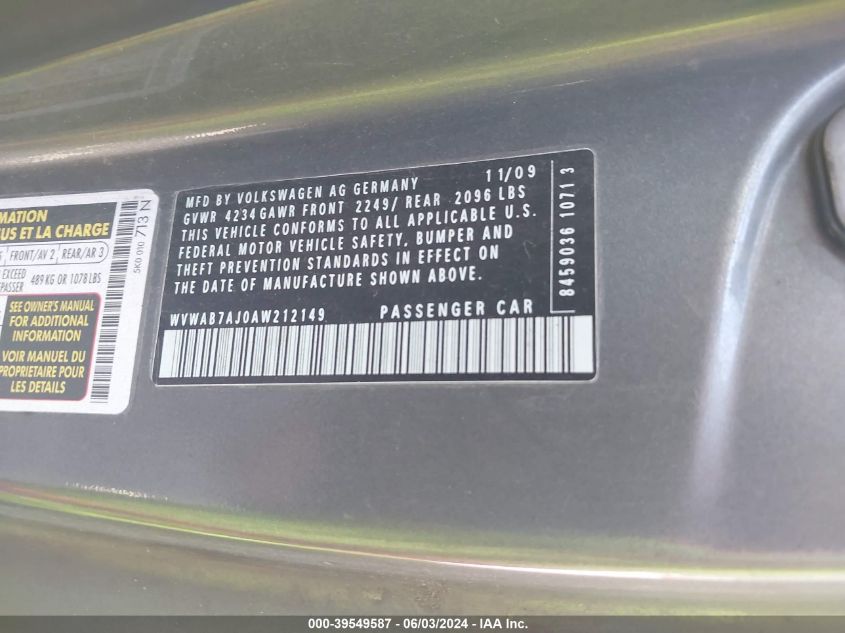 MATION
US ET LA CHARGE
FRONT/AV 2 REAR/AR 3
EXCEED
489 KG OR 1078 LBS
SEE OWNER'S MANUAL
FOR ADDITIONAL
INFORMATION
VOIR MANUEL DU
PROPRIETAIRE POUR
LES DETAILS
5K0 010 713 N
MFD BY VOLKSWAGEN AG GERMANY 11/09
GVWR 4234 GAWR FRONT 2249/ REAR 2096 LBS
THIS VEHICLE CONFORMS TO ALL APPLICABLE U.S.
FEDERAL MOTOR VEHICLE SAFETY, BUMPER AND
THEFT PREVENTION STANDARDS IN EFFECT ON
THE DATE OF MANUFACTURE SHOWN ABOVE.
WVWAB7AJ0AW212149 PASSENGER CAR
8459036 10713
000-39549587 - 06/03/2024 - IAA Inc.